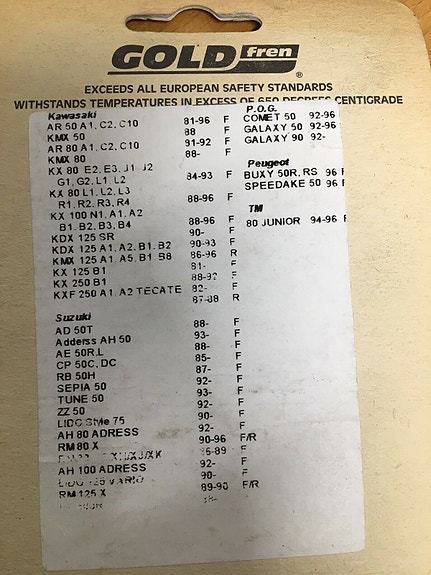 GOLD fren
®
EXCEEDS ALL EUROPEAN SAFETY STANDARDS
WITHSTANDS TEMPERATURES IN EXCESS OF 650 DEGREES CENTIGRADE
Kawasaki
AR 50 A1, C2, C10 81-96 F
KMX 50 88 F
AR 80 A1, C2, C10 91-92 F
KMX 80 88- F
KX 80 E2, E3, J1, J2
G1, G2, L1, L2 84-93 F
KX 80 L1, L2, L3
R1, R2, R3, R4 88-96 F
KX 100 N1, A1, A2
B1, B2, B3, B4 88-96 F
KDX 125 SR 90- F
KDX 125 A1, A2, B1, B2 90-93 F
KMX 125 A1, A5, B1 B8 86-96 R
KX 125 B1 81- F
KX 250 B1 88-92 F
KXF 250 A1, A2 TECATE 82- F
87-88 R
Suzuki
AD 50T 88- F
Adderss AH 50 93- F
AE 50R,L 88- F
CP 50C, DC 85- F
RB 50H 87- F
SEPIA 50 92- F
TUNE 50 93- F
ZZ 50 90- F
LIDO Stile 75 92- F
AH 80 ADRESS 90-96 F/R
RM 80 X 86-89 F
92- F
AH 100 ADRESS 90- F
LIDO 125 VARIO 89-90 F/R
RM 125 X
P.O.G.
COMET 50 92-96
GALAXY 50 92-96
GALAXY 90 92-
Peugeot
BUXY 50R, RS 96 F
SPEEDAKE 50 96
TM
80 JUNIOR 94-96 F